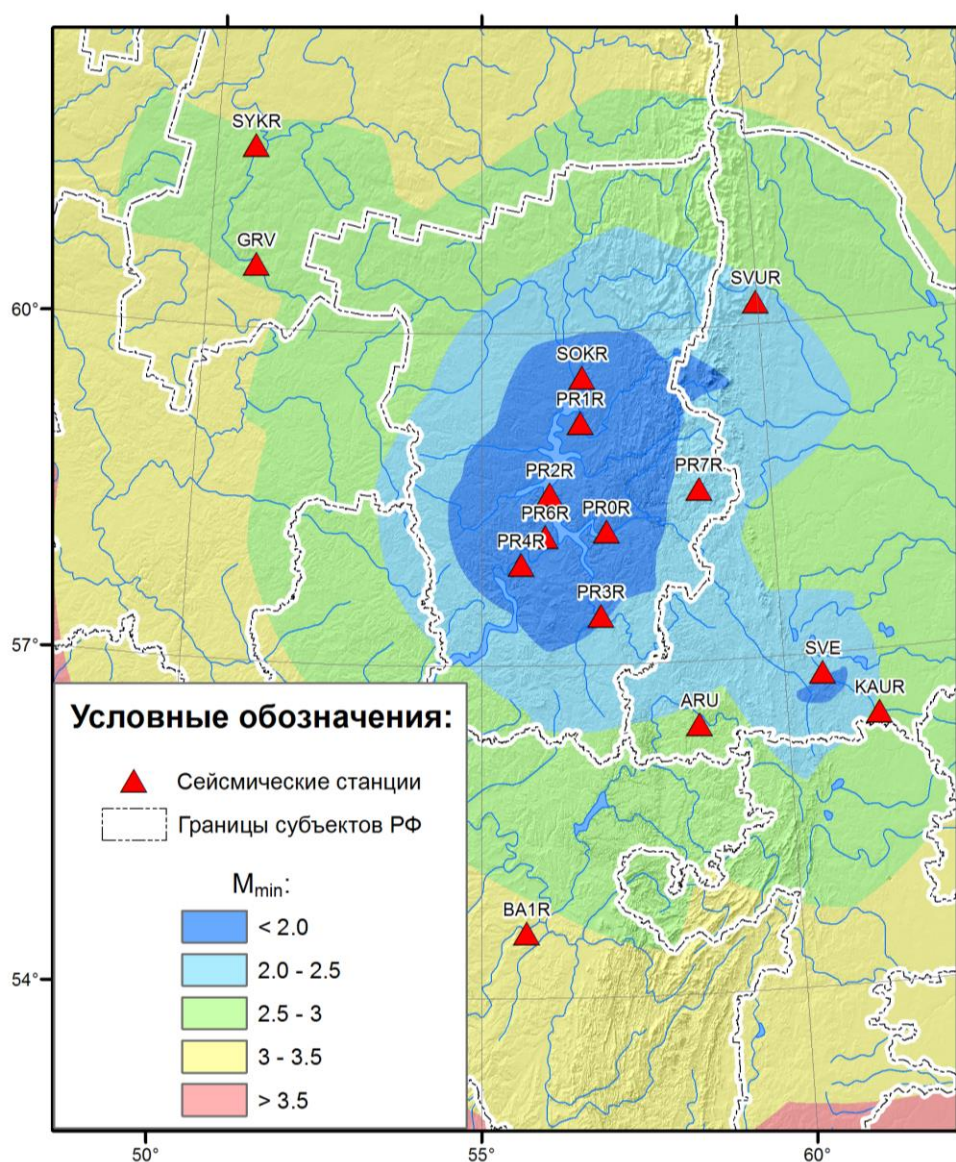 SYKR
GRV
SVUR
60°
SOKR
PR1R
PR2R
PR7R
PR6R
PR0R
PR4R
PR3R
57°
SVE
KAUR
ARU
Условные обозначения:
Сейсмические станции
Границы субъектов РФ
Mmin:
< 2.0
2.0 - 2.5
2.5 - 3
3 - 3.5
> 3.5
BA1R
54°
50°
55°
60°